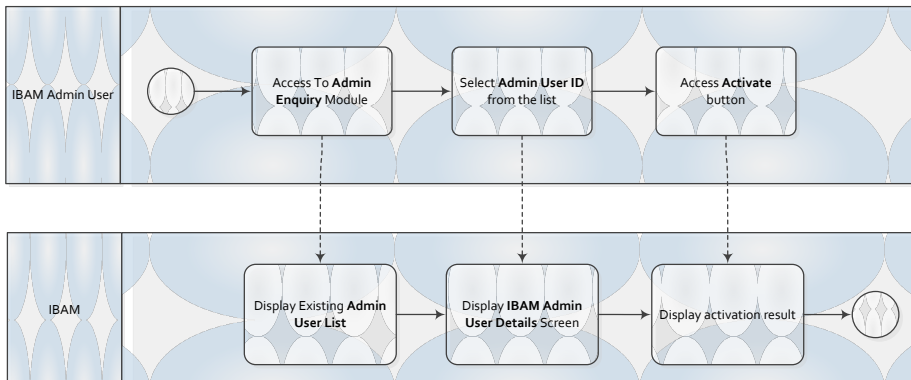 IBAM Admin User
Access To Admin
Enquiry Module
Select Admin User ID
from the list
Access Activate
button
IBAM
Display Existing Admin
User List
Display IBAM Admin
User Details Screen
Display activation result